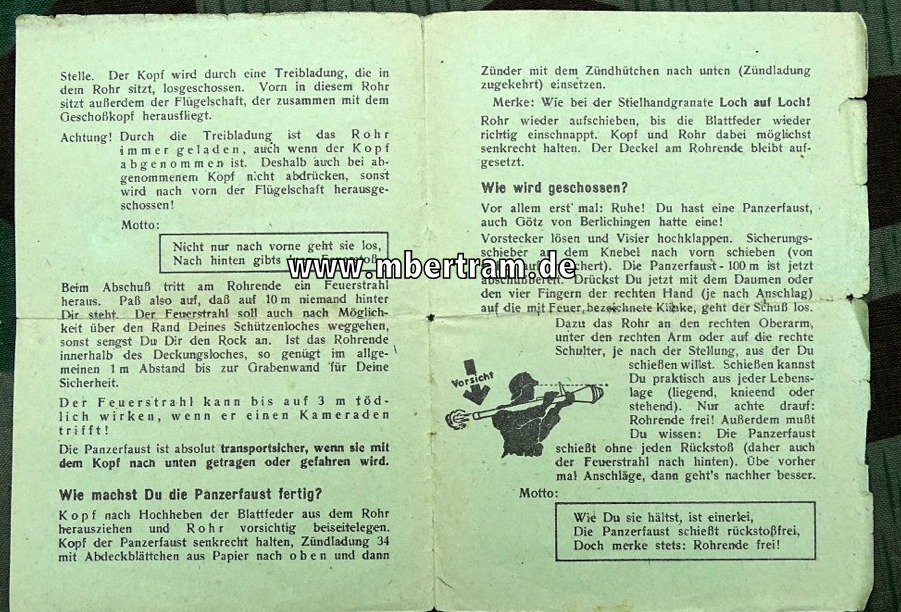 Stelle. Der Kopf wird durch eine Treibladung, die in
dem Rohr sitzt, losgeschossen. Vorn in diesem Rohr
sitzt außerdem der Flügelschaft, der zusammen mit dem
Geschoßkopf herausfliegt.
Achtung! Durch die Treibladung ist das Rohr
immer geladen, auch wenn der Kopf
abgenommen ist. Deshalb auch bei ab-
genommenem Kopf nicht abdrücken, sonst
wird nach vorn der Flügelschaft herausge-
schossen!
Motto:
Nicht nur nach vorne geht sie los,
Nach hinten gibts Feuerstoß
Beim Abschuß tritt am Rohrende ein Feuerstrahl
heraus. Paß also auf, daß auf 10 m niemand hinter
Dir steht. Der Feuerstrahl soll auch nach Möglich-
keit über den Rand Deines Schützenloches weggehen,
sonst sengst Du Dir den Rock an. Ist das Rohrende
innerhalb des Deckungsloches, so genügt im allge-
meinen 1 m Abstand bis zur Grabenwand für Deine
Sicherheit.
Der Feuerstrahl kann bis auf 3 m töd-
lich wirken, wenn er einen Kameraden
trifft!
Die Panzerfaust ist absolut transportsicher, wenn sie mit
dem Kopf nach unten getragen oder gefahren wird.
Wie machst Du die Panzerfaust fertig?
Kopf nach Hochheben der Blattfeder aus dem Rohr
herausziehen und Rohr vorsichtig beiseitelegen.
Kopf der Panzerfaust senkrecht halten, Zündladung 34
mit Abdeckblättchen aus Papier nach oben und dann
Zünder mit dem Zündhütchen nach unten (Zündladung
zugekehrt) einsetzen.
Merke: Wie bei der Stielhandgranate Loch auf Loch!
Rohr wieder aufschieben, bis die Blattfeder wieder
richtig einschnappt. Kopf und Rohr dabei möglichst
senkrecht halten. Der Deckel am Rohrende bleibt auf-
gesetzt.
Wie wird geschossen?
Vor allem erst mal: Ruhe! Du hast eine Panzerfaust,
auch Götz von Berlichingen hatte eine!
Vorstecker lösen und Visier hochklappen. Sicherungs-
schieber auf dem Knebel nach vorn schieben (von
Die Panzerfaust - 100 m ist jetzt
abschußbereit. Drückst Du jetzt mit dem Daumen oder
den vier Fingern der rechten Hand (je nach Anschlag)
auf die mit Feuer bezeichnete Klinke, geht der Schuß los.
Dazu das Rohr an den rechten Oberarm,
unter den rechten Arm oder auf die rechte
Schulter, je nach der Stellung, aus der Du
schießen willst. Schießen kannst
Du praktisch aus jeder Lebens-
lage (liegend, knieend oder
stehend). Nur achte drauf:
Rohrende frei! Außerdem mußt
Du wissen: Die Panzerfaust
schießt ohne jeden Rückstoß (daher auch
der Feuerstrahl nach hinten). Übe vorher
mal Anschläge, dann geht's nachher besser.
Vorsicht
Motto:
Wie Du sie hältst, ist einerlei,
Die Panzerfaust schießt rückstoßfrei,
Doch merke stets: Rohrende frei!
www.mbertram.de